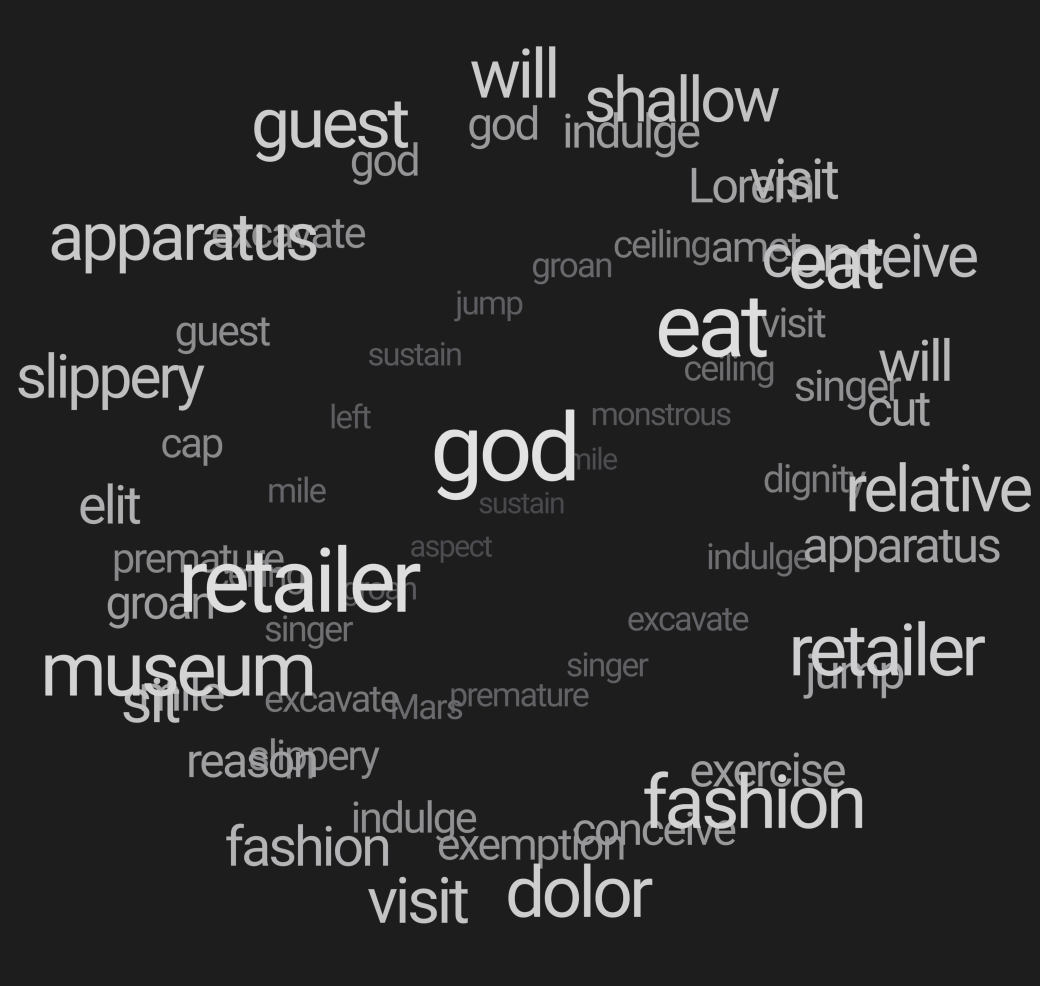 will
shallow
guest
god
indulge
god
visit
Lorem
excavate
apparatus
ceiling
amet
conceive
eat
groan
jump
visit
eat
guest
sustain
will
ceiling
slippery
singer
cut
left
monstrous
cap
god
mile
dignity
relative
mile
elit
sustain
aspect
apparatus
indulge
premature
retailer
groan
groan
excavate
singer
retailer
singer
museum
jump
smile
sit
excavate
premature
Mars
slippery
reason
exercise
fashion
indulge
conceive
exemption
fashion
dolor
visit